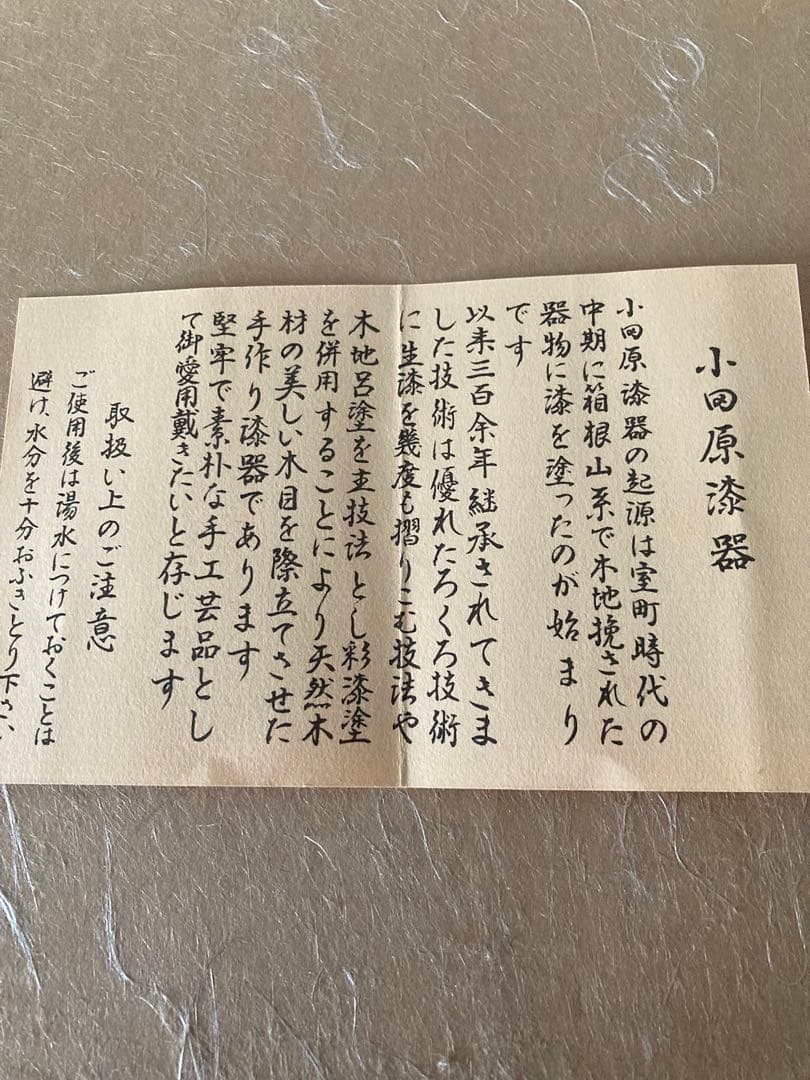 小田原漆器
小田原漆器の起源は室町時代の
中期に箱根山系で木地挽された
器物に漆を塗ったのが始まり
です
以来三百余年継承されてきま
した技術は優れたろくろ技術
に生漆を幾度も摺りこむ技法や
木地呂塗を主技法とし彩漆塗
を併用することにより天然木
材の美しい木目を際立てさせた
手作り漆器であります
堅牢で素朴な手工芸品とし
て御愛用戴きたいと存じます
取扱い上のご注意
ご使用後は湯水につけておくことは
避け、水分を十分おふきとり下さい